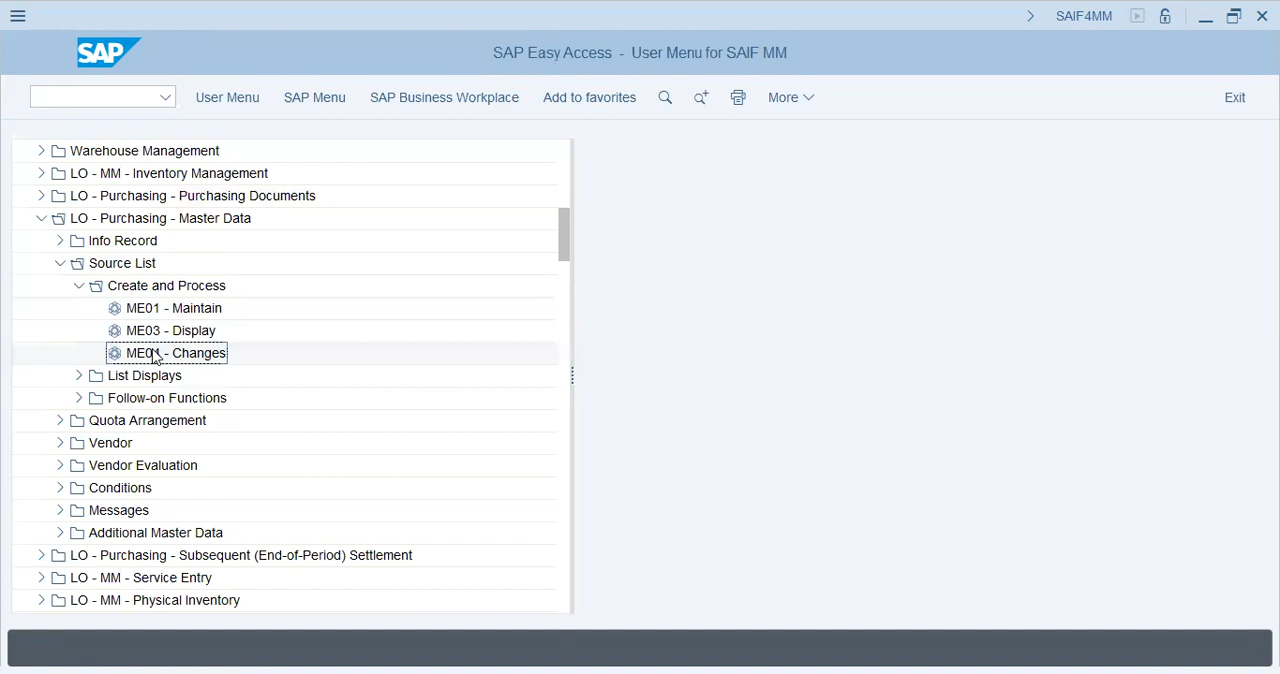 SAIF4MM
SAP
SAP Easy Access - User Menu for SAIF MM
User Menu
SAP Menu
SAP Business Workplace
Add to favorites
More
Exit
Warehouse Management
LO - MM - Inventory Management
LO - Purchasing - Purchasing Documents
LO - Purchasing - Master Data
Info Record
Source List
Create and Process
ME01 - Maintain
ME03 - Display
- Changes
List Displays
Follow-on Functions
Quota Arrangement
Vendor
Vendor Evaluation
Conditions
Messages
Additional Master Data
LO - Purchasing - Subsequent (End-of-Period) Settlement
LO - MM - Service Entry
LO - MM - Physical Inventory